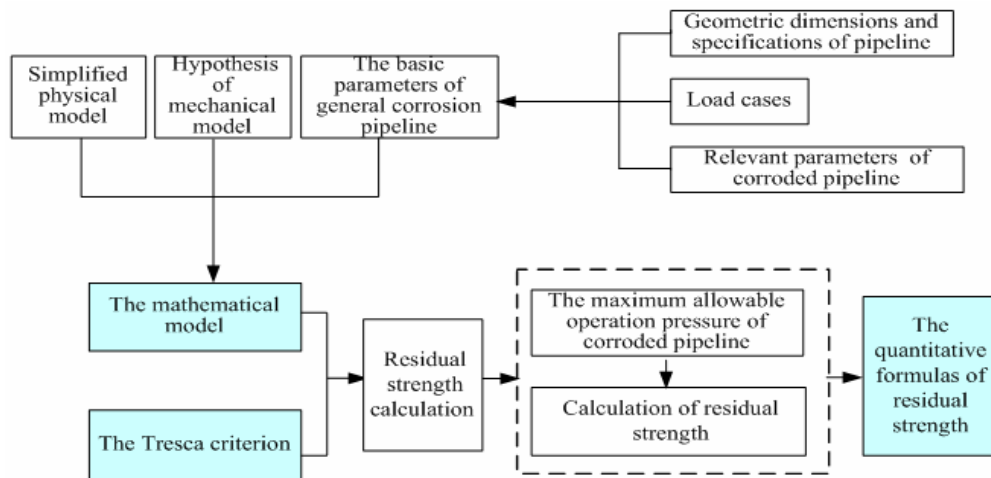 Simplified
physical
model
Hypothesis
of
mechanical
model
The basic
parameters of
general corrosion
pipeline
Geometric dimensions and
specifications of pipeline
Load cases
Relevant parameters of
corroded pipeline
The mathematical
model
The Tresca criterion
Residual
strength
calculation
The maximum allowable
operation pressure of
corroded pipeline
Calculation of residual
strength
The
quantitative
formulas of
residual
strength